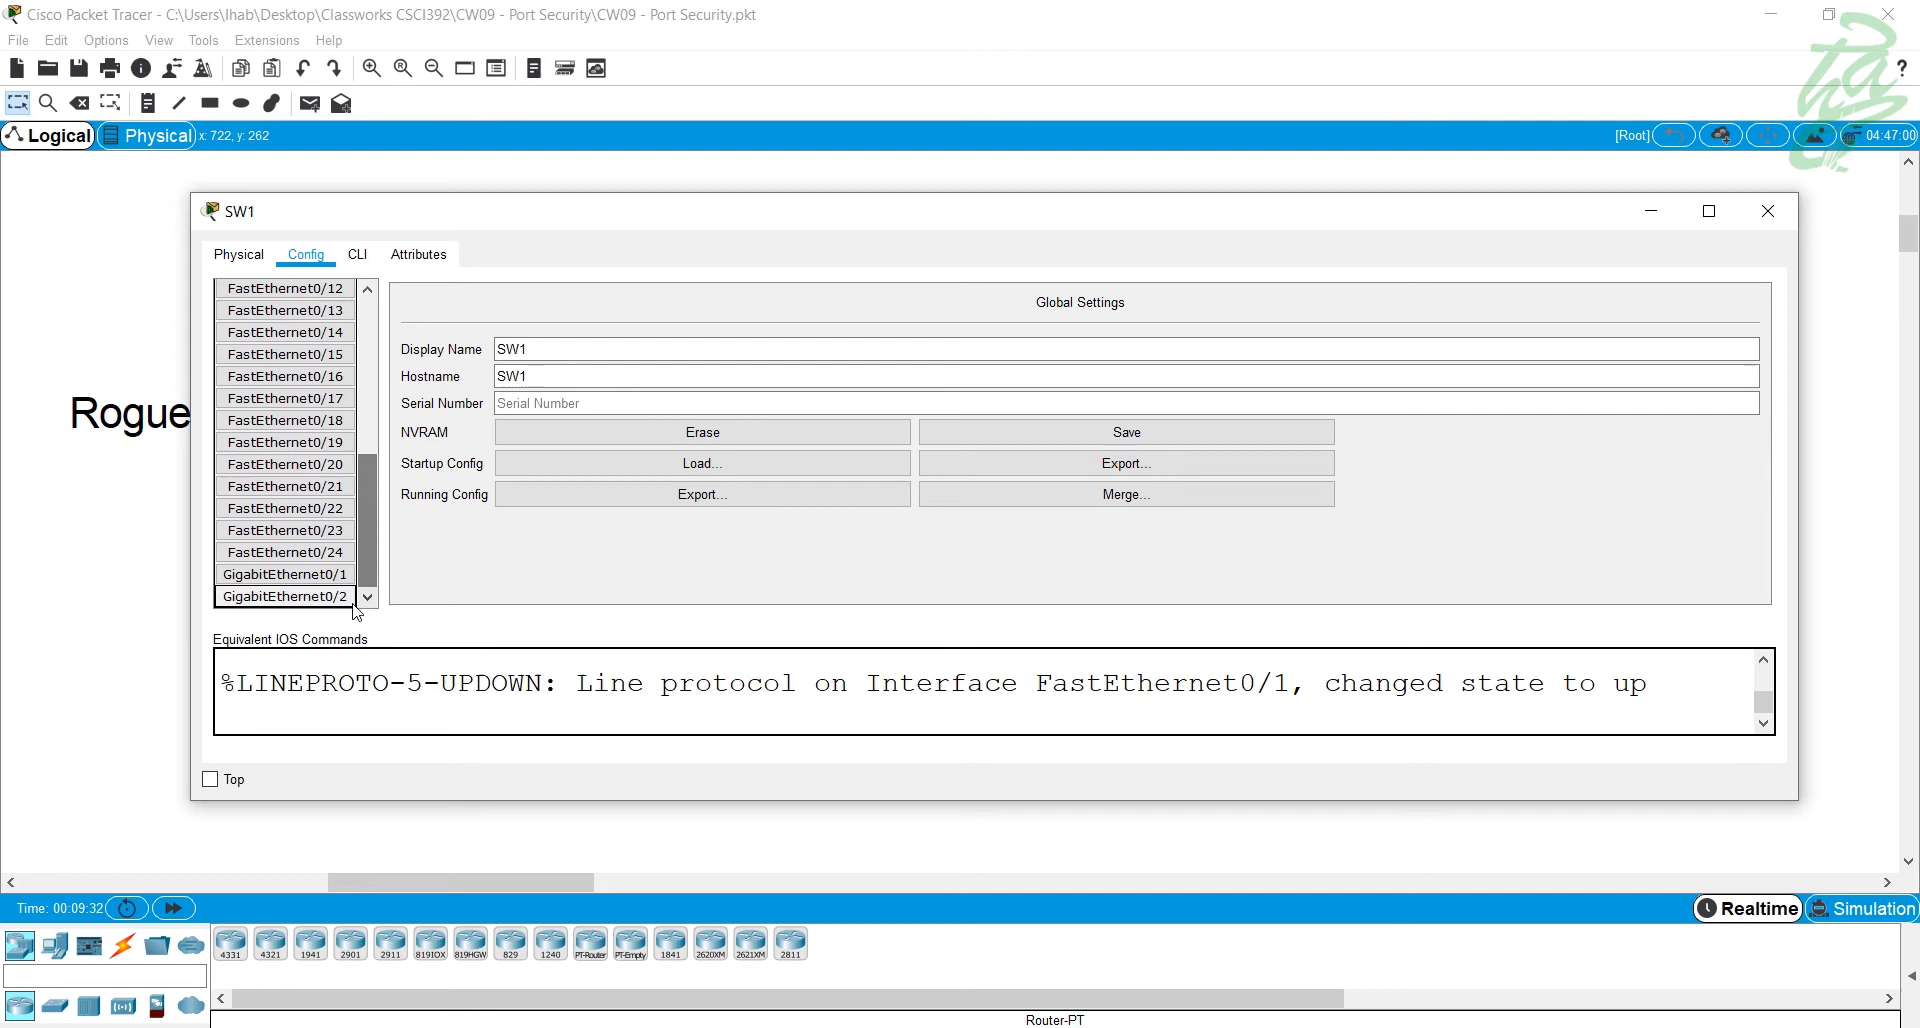 Cisco Packet Tracer - C:\Users\Ihab\Desktop\Classworks CSCI392\CW09 - Port Security\CW09 - Port Security.pkt
File Edit Options View Tools Extensions Help
?
Logical Physical x: 722, y: 262 [Root] 04:47:00
SW1
Physical Config CLI Attributes
Rogue
FastEthernet0/12
FastEthernet0/13
FastEthernet0/14
FastEthernet0/15
FastEthernet0/16
FastEthernet0/17
FastEthernet0/18
FastEthernet0/19
FastEthernet0/20
FastEthernet0/21
FastEthernet0/22
FastEthernet0/23
FastEthernet0/24
GigabitEthernet0/1
GigabitEthernet0/2
Global Settings
Display Name SW1
Hostname SW1
Serial Number Serial Number
NVRAM Erase Save
Startup Config Load... Export...
Running Config Export... Merge...
Equivalent IOS Commands
%LINEPROTO-5-UPDOWN: Line protocol on Interface FastEthernet0/1, changed state to up
Top
Time: 00:09:32 Realtime Simulation
4331 4321 1941 2901 2911 819IOX 819HGW 829 1240 PT-Router PT-Empty 1841 2620XM 2621XM 2811
Router-PT